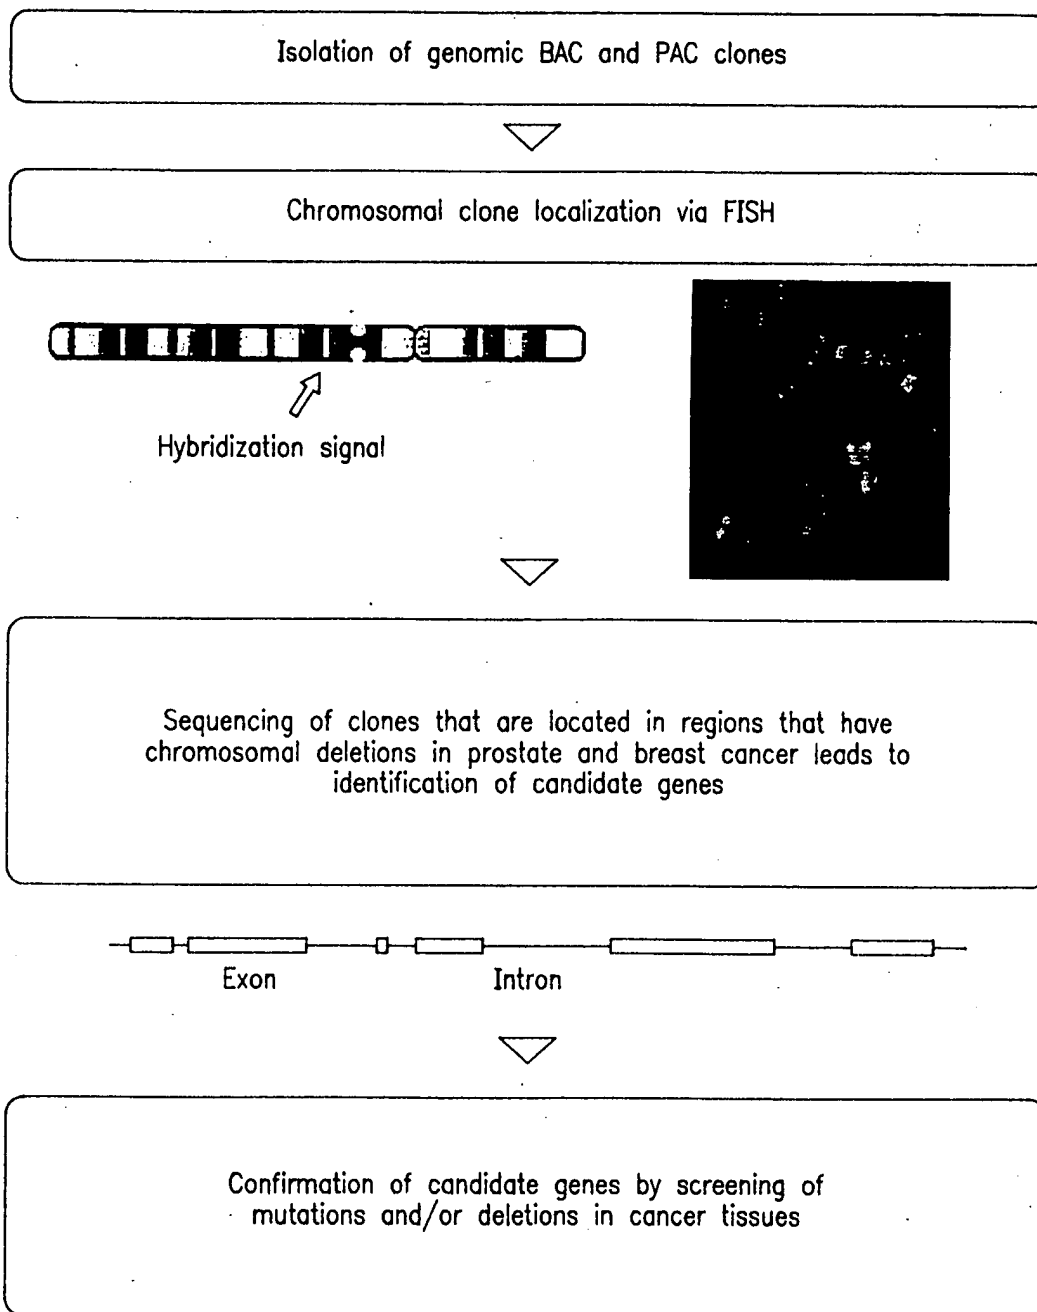 Isolation of genomic BAC and PAC clones
Chromosomal clone localization via FISH
Hybridization signal
Sequencing of clones that are located in regions that have
chromosomal deletions in prostate and breast cancer leads to
identification of candidate genes
Exon
Intron
Confirmation of candidate genes by screening of
mutations and/or deletions in cancer tissues